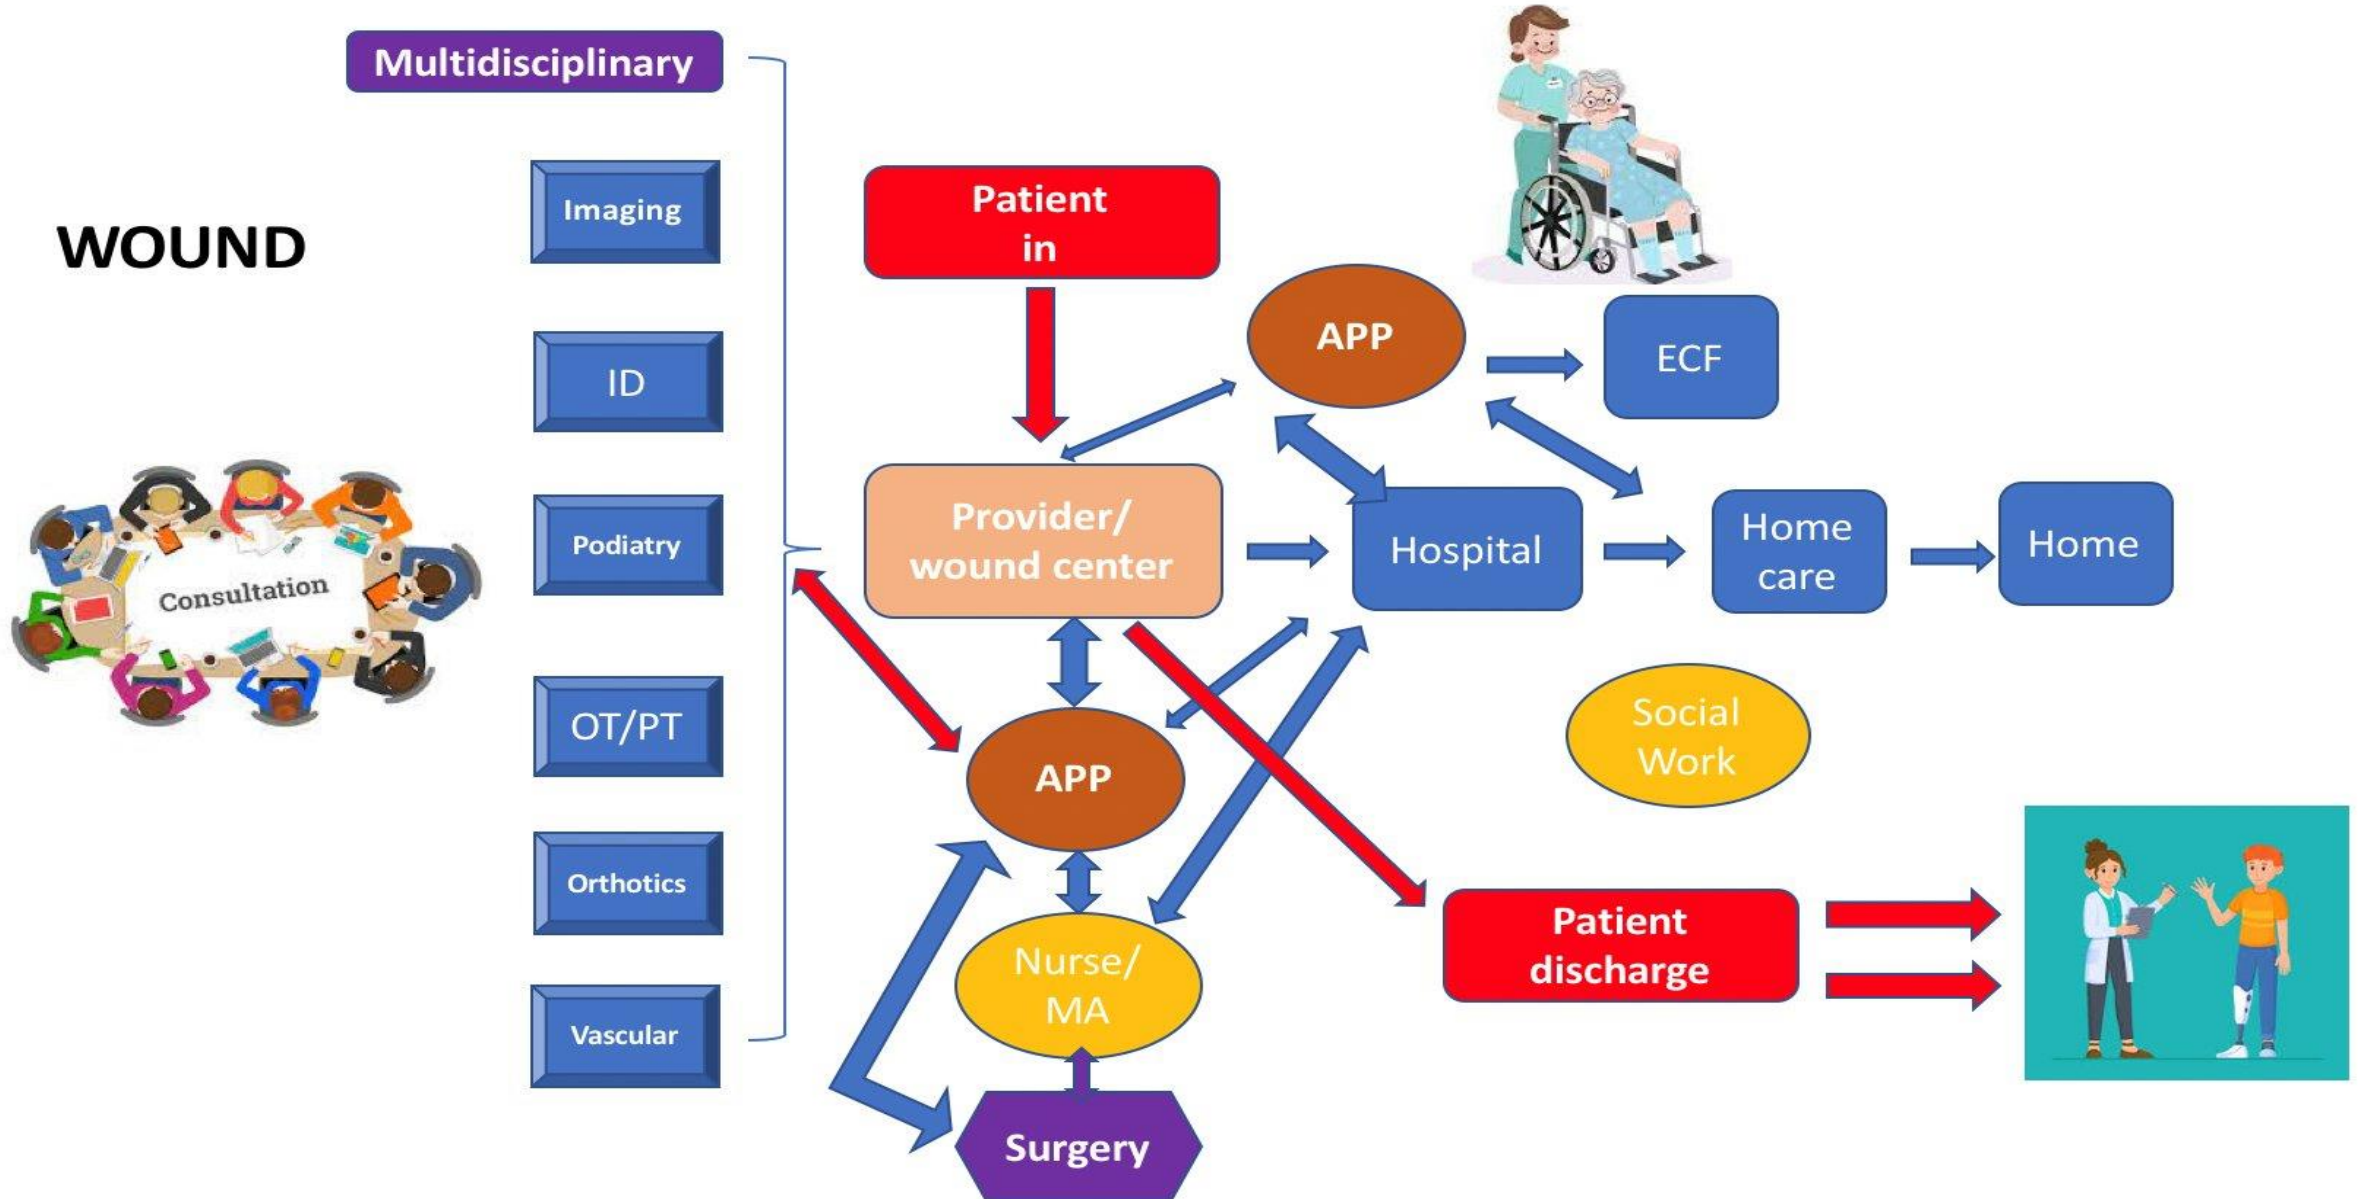 Multidisciplinary
WOUND
Imaging
ID
Podiatry
OT/PT
Orthotics
Vascular
Consultation
Patient
in
Provider/
wound center
APP
ECF
Hospital
Home
care
Home
APP
Nurse/
MA
Surgery
Social
Work
Patient
discharge